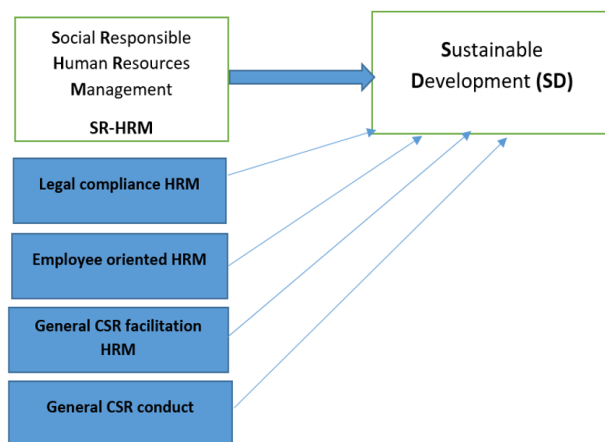 Social Responsible
Human Resources
Management
SR-HRM
Sustainable
Development (SD)
Legal compliance HRM
Employee oriented HRM
General CSR facilitation
HRM
General CSR conduct